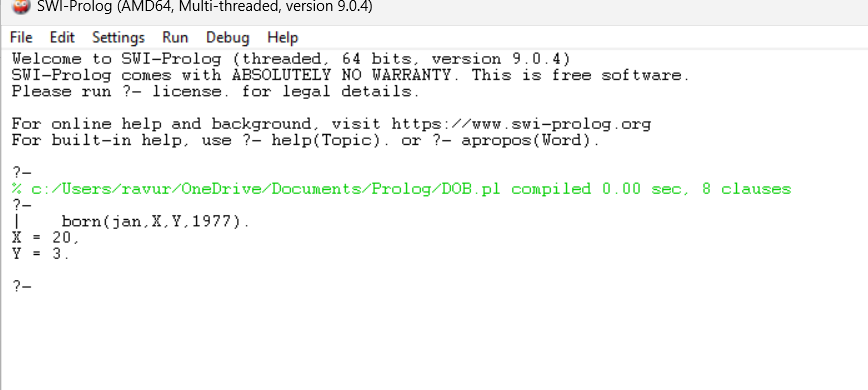 SWI-Prolog (AMD64, Multi-threaded, version 9.0.4)
File Edit Settings Run Debug Help
Welcome to SWI-Prolog (threaded, 64 bits, version 9.0.4)
SWI-Prolog comes with ABSOLUTELY NO WARRANTY. This is free software.
Please run ?- license. for legal details.
For online help and background, visit https://www.swi-prolog.org
For built-in help, use ?- help(Topic). or ?- apropos(Word).
?-
% c:/Users/ravur/OneDrive/Documents/Prolog/DOB.pl compiled 0.00 sec, 8 clauses
?-
|    born(jan,X,Y,1977).
X = 20,
Y = 3.
?-